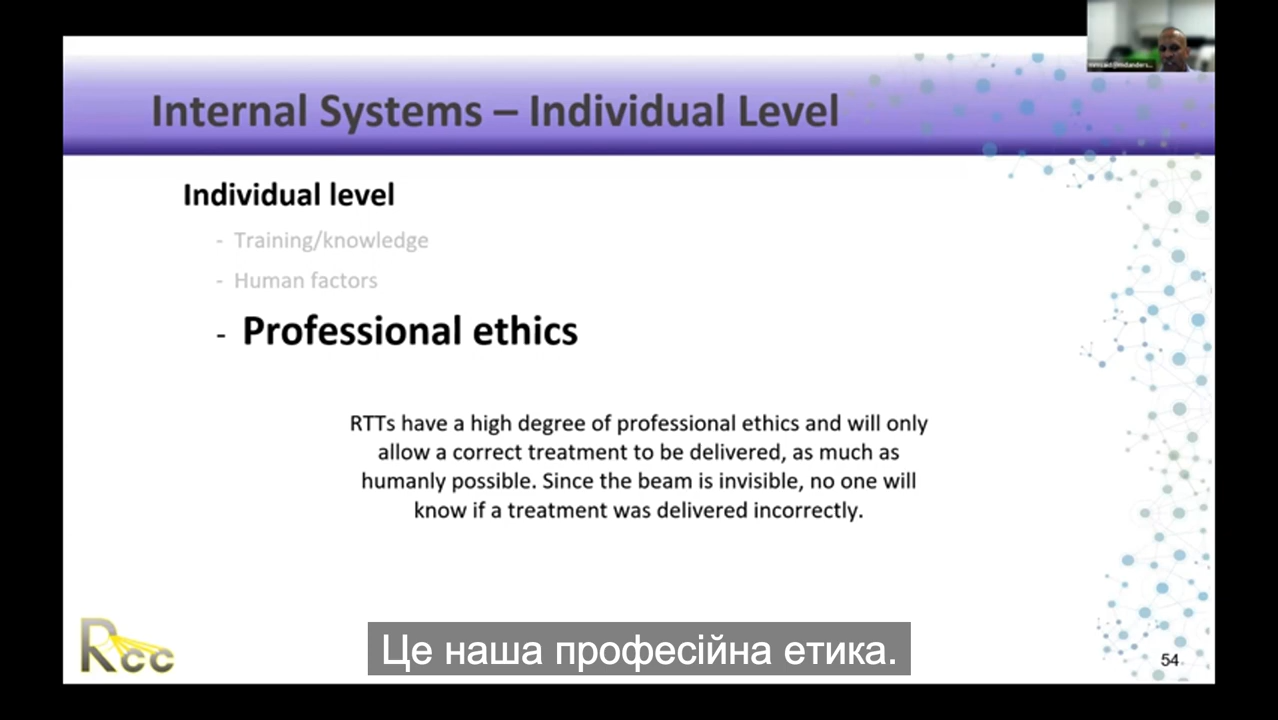 Internal Systems – Individual Level
Individual level
- Training/knowledge
- Human factors
- Professional ethics
RTTs have a high degree of professional ethics and will only
allow a correct treatment to be delivered, as much as
humanly possible. Since the beam is invisible, no one will
know if a treatment was delivered incorrectly.
Rcc
Це наша професійна етика.
54